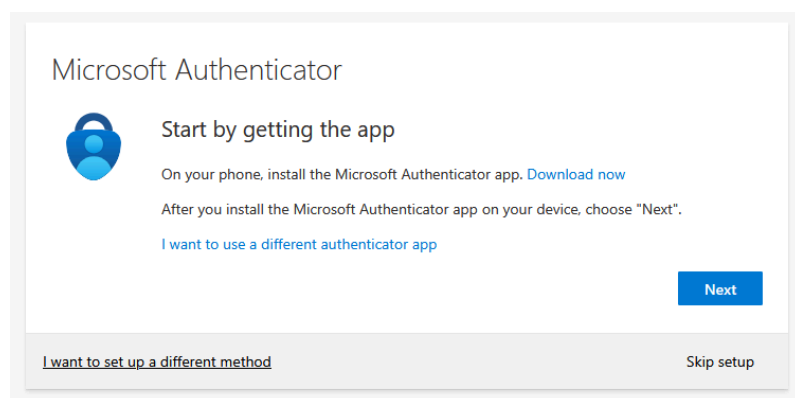 Microsoft Authenticator
Start by getting the app
On your phone, install the Microsoft Authenticator app. Download now
After you install the Microsoft Authenticator app on your device, choose "Next".
I want to use a different authenticator app
Next
I want to set up a different method
Skip setup